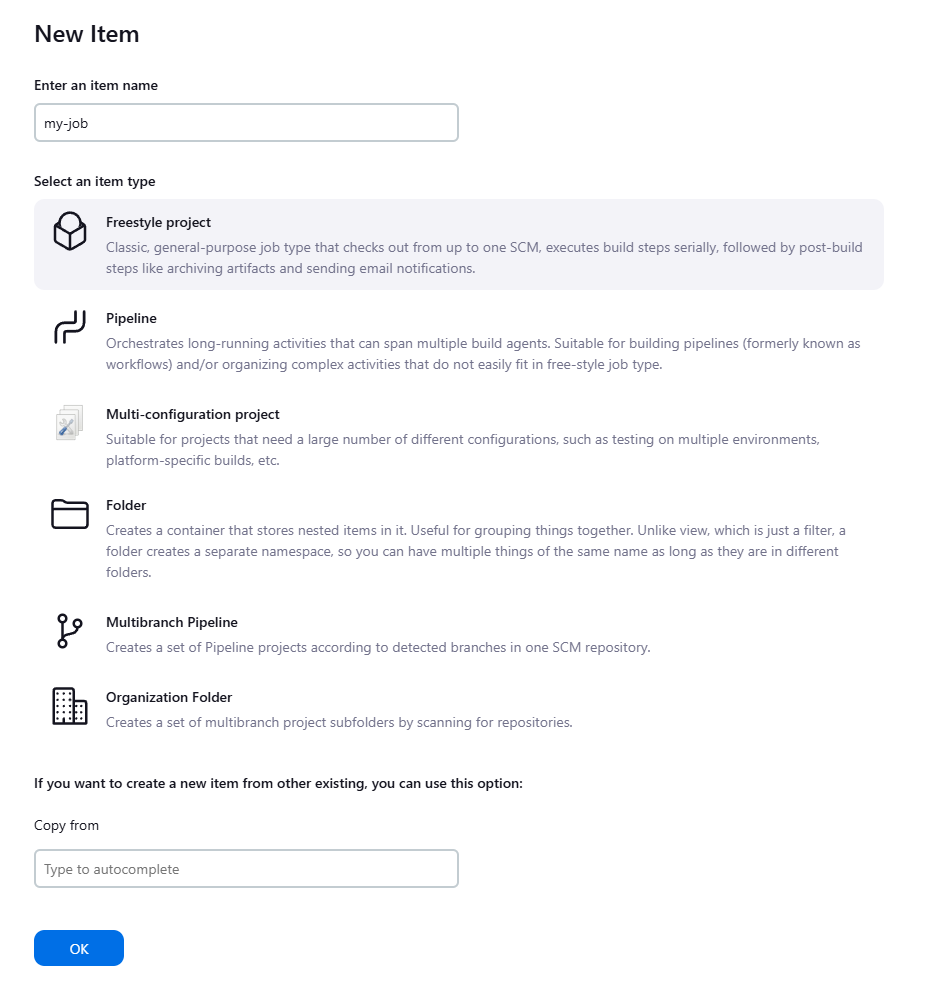 New Item
Enter an item name
my-job
Select an item type
Freestyle project
Classic, general-purpose job type that checks out from up to one SCM, executes build steps serially, followed by post-build
steps like archiving artifacts and sending email notifications.
Pipeline
Orchestrates long-running activities that can span multiple build agents. Suitable for building pipelines (formerly known as
workflows) and/or organizing complex activities that do not easily fit in free-style job type.
Multi-configuration project
Suitable for projects that need a large number of different configurations, such as testing on multiple environments,
platform-specific builds, etc.
Folder
Creates a container that stores nested items in it. Useful for grouping things together. Unlike view, which is just a filter, a
folder creates a separate namespace, so you can have multiple things of the same name as long as they are in different
folders.
Multibranch Pipeline
Creates a set of Pipeline projects according to detected branches in one SCM repository.
Organization Folder
Creates a set of multibranch project subfolders by scanning for repositories.
If you want to create a new item from other existing, you can use this option:
Copy from
Type to autocomplete
OK